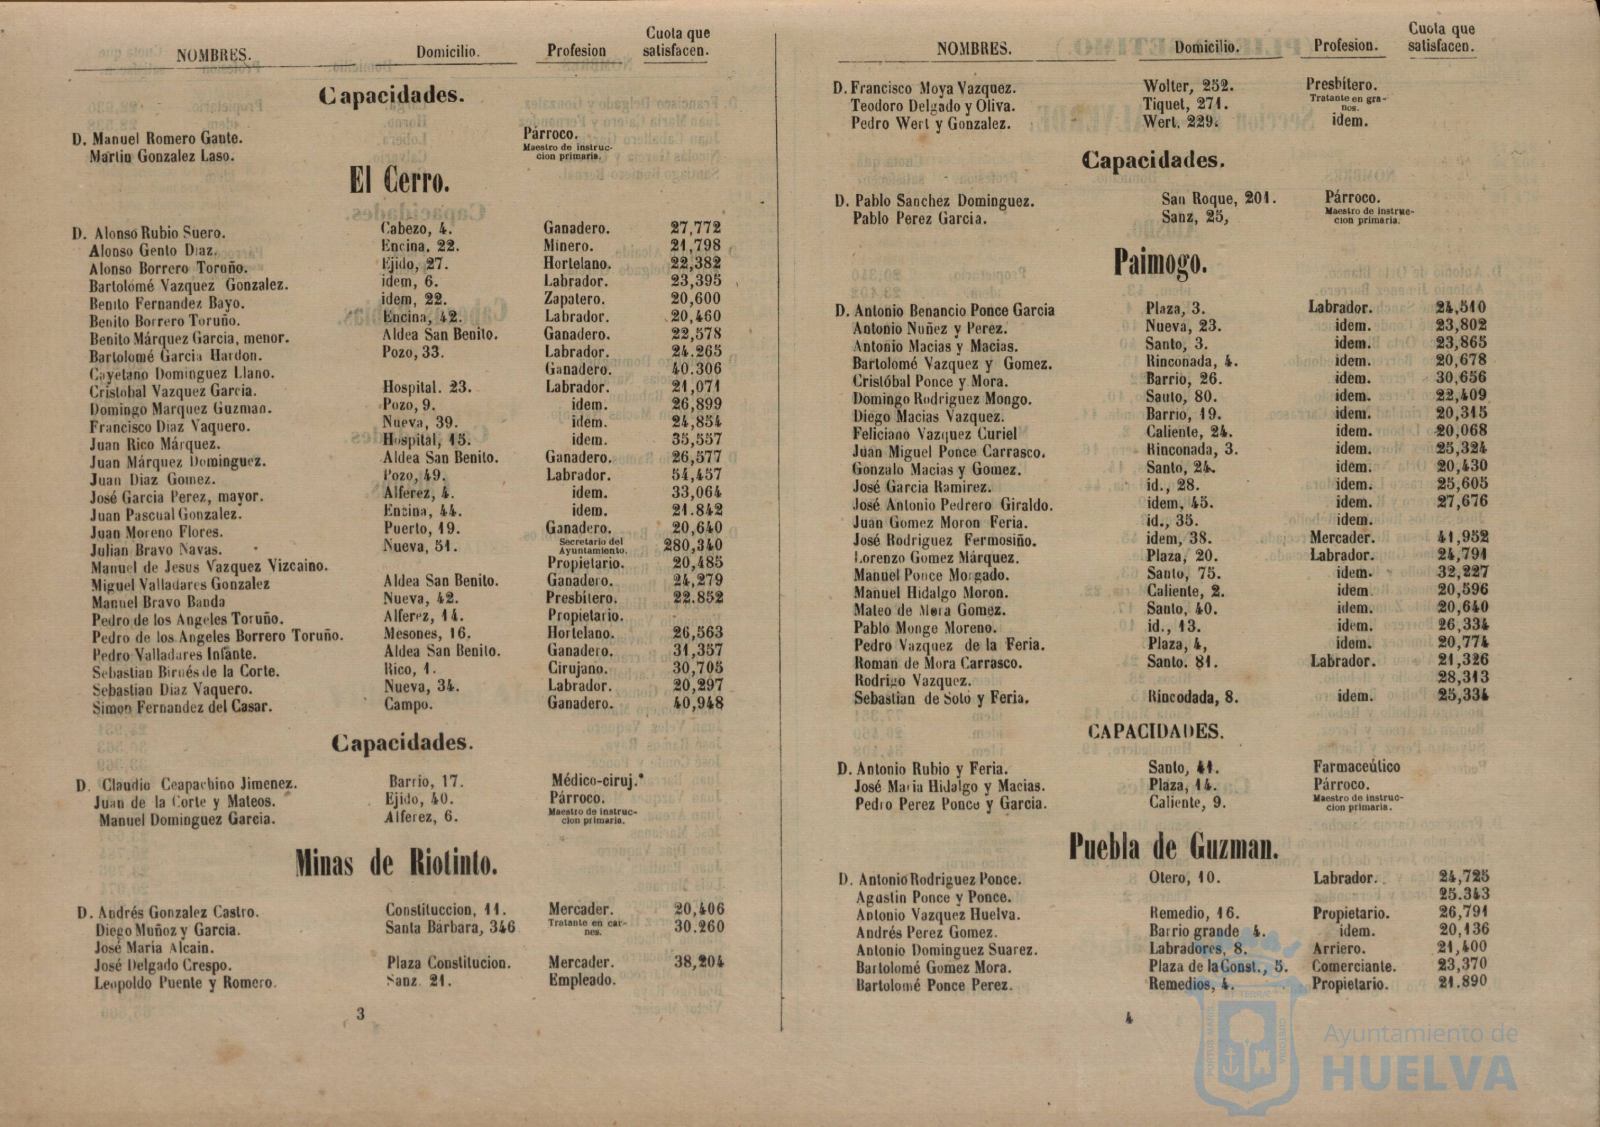 NOMBRES. Domicilio. Profesion Cuota que satisfacen.
Capacidades.
D. Manuel Romero Gante. Párroco.
Martin Gonzalez Laso. Maestro de instruccion primaria.
El Cerro.
D. Alonso Rubio Suero. Cabezo, 4. Ganadero. 27,772
Alonso Gento Diaz. Encina, 22. Minero. 21,798
Alonso Borrero Toruño. Ejido, 27. Hortelano. 22,382
Bartolomé Vazquez Gonzalez. idem, 6. Labrador. 23,395
Benito Fernandez Bayo. idem, 22. Zapatero. 20,600
Benito Borrero Toruño. Encina, 42. Labrador. 20,460
Benito Márquez Garcia, menor. Aldea San Benito. Ganadero. 22,578
Bartolomé Garcia Hardon. Pozo, 33. Labrador. 24.265
Cayetano Dominguez Llano. Ganadero. 40.306
Cristobal Vazquez Garcia. Hospital. 23. Labrador. 21,071
Domingo Marquez Guzman. Pozo, 9. idem. 26,899
Francisco Diaz Vaquero. Nueva, 39. idem. 24,854
Juan Rico Márquez. Hospital, 15. idem. 35,557
Juan Márquez Dominguez. Aldea San Benito. Ganadero. 26,577
Juan Diaz Gomez. Pozo, 49. Labrador. 54,457
José Garcia Perez, mayor. Alferez, 4. idem. 33,064
Juan Pascual Gonzalez. Encina, 44. idem. 21.842
Juan Moreno Flores. Puerto, 19. Ganadero. 20,640
Julian Bravo Navas. Nueva, 51. Secretario del Ayuntamiento. 280,340
Manuel de Jesus Vazquez Vizcaino. Propietario. 20,485
Miguel Valladares Gonzalez Aldea San Benito. Ganadero. 24,279
Manuel Bravo Banda Nueva, 42. Presbítero. 22.852
Pedro de los Angeles Toruño. Alferez, 14. Propietario.
Pedro de los Angeles Borrero Toruño. Mesones, 16. Hortelano. 26,563
Pedro Valladares Infante. Aldea San Benito. Ganadero. 31,357
Sebastian Birués de la Corte. Rico, 1. Cirujano. 30,705
Sebastian Diaz Vaquero. Nueva, 34. Labrador. 20,297
Simon Fernandez del Casar. Campo. Ganadero. 40,948
Capacidades.
D. Claudio Ceapachino Jimenez. Barrio, 17. Médico-ciruj.º
Juan de la Corte y Mateos. Ejido, 40. Párroco.
Manuel Dominguez Garcia. Alferez, 6. Maestro de instruccion primaria.
Minas de Riotinto.
D. Andrés Gonzalez Castro. Constituccion, 11. Mercader. 20,406
Diego Muñoz y Garcia. Santa Bárbara, 346 Tratante en carnes. 30.260
José Maria Alcain.
José Delgado Crespo. Plaza Constitucion. Mercader. 38,204
Leopoldo Puente y Romero. Sanz. 21. Empleado.
3
NOMBRES. Domicilio. Profesion. Cuota que satisfacen.
D. Francisco Moya Vazquez. Wolter, 252. Presbítero.
Teodoro Delgado y Oliva. Tiquet, 271. Tratante en granos.
Pedro Wert y Gonzalez. Wert. 229. idem.
Capacidades.
D. Pablo Sanchez Dominguez. San Roque, 201. Párroco.
Pablo Perez Garcia. Sanz, 25, Maestro de instruccion primaria.
Paimogo.
D. Antonio Benancio Ponce Garcia Plaza, 3. Labrador. 24,510
Antonio Nuñez y Perez. Nueva, 23. idem. 23,802
Antonio Macias y Macias. Santo, 3. idem. 23,865
Bartolomé Vazquez y Gomez. Rinconada, 4. idem. 20,678
Cristóbal Ponce y Mora. Barrio, 26. idem. 30,656
Domingo Rodriguez Mongo. Santo, 80. idem. 22,409
Diego Macias Vazquez. Barrio, 19. idem. 20,315
Feliciano Vazquez Curiel Caliente, 24. idem. 20,068
Juan Miguel Ponce Carrasco. Rinconada, 3. idem. 25,324
Gonzalo Macias y Gomez. Santo, 24. idem. 20,430
José Garcia Ramirez. id., 28. idem. 25,605
José Antonio Pedrero Giraldo. idem, 45. idem. 27,676
Juan Gomez Moron Feria. id., 35. idem.
José Rodriguez Fermosiño. idem, 38. Mercader. 41,952
Lorenzo Gomez Márquez. Plaza, 20. Labrador. 24,791
Manuel Ponce Morgado. Santo, 75. idem. 32,227
Manuel Hidalgo Moron. Caliente, 2. idem. 20,596
Mateo de Mora Gomez. Santo, 40. idem. 20,640
Pablo Monge Moreno. id., 13. idem. 26,334
Pedro Vazquez de la Feria. Plaza, 4, idem. 20,774
Roman de Mora Carrasco. Santo. 81. Labrador. 21,326
Rodrigo Vazquez. 28,313
Sebastian de Soto y Feria. Rincodada, 8. idem. 25,334
CAPACIDADES.
D. Antonio Rubio y Feria. Santo, 41. Farmaceútico
José Maria Hidalgo y Macias. Plaza, 14. Párroco.
Pedro Perez Ponce y Garcia. Caliente, 9. Maestro de instruccion primaria.
Puebla de Guzman.
D. Antonio Rodriguez Ponce. Otero, 10. Labrador. 24,725
Agustin Ponce y Ponce. 25.343
Antonio Vazquez Huelva. Remedio, 16. Propietario. 26,791
Andrés Perez Gomez. Barrio grande 4. idem. 20,136
Antonio Dominguez Suarez. Labradores, 8. Arriero. 21,400
Bartolomé Gomez Mora. Plaza de la Const., 5. Comerciante. 23,370
Bartolomé Ponce Perez. Remedios, 4. Propietario. 21.890
4
Ayuntamiento de
HUELVA